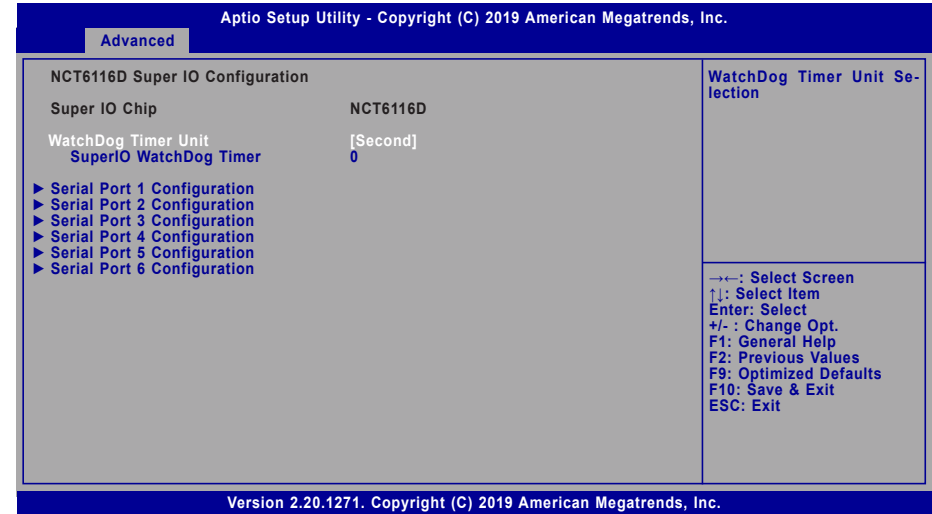 Aptio Setup Utility - Copyright (C) 2019 American Megatrends, Inc.
Advanced
NCT6116D Super IO Configuration
Super IO Chip NCT6116D
WatchDog Timer Unit [Second]
SuperIO WatchDog Timer 0
► Serial Port 1 Configuration
► Serial Port 2 Configuration
► Serial Port 3 Configuration
► Serial Port 4 Configuration
► Serial Port 5 Configuration
► Serial Port 6 Configuration
WatchDog Timer Unit Se-
lection
→←: Select Screen
↑↓: Select Item
Enter: Select
+/- : Change Opt.
F1: General Help
F2: Previous Values
F9: Optimized Defaults
F10: Save & Exit
ESC: Exit
Version 2.20.1271. Copyright (C) 2019 American Megatrends, Inc.